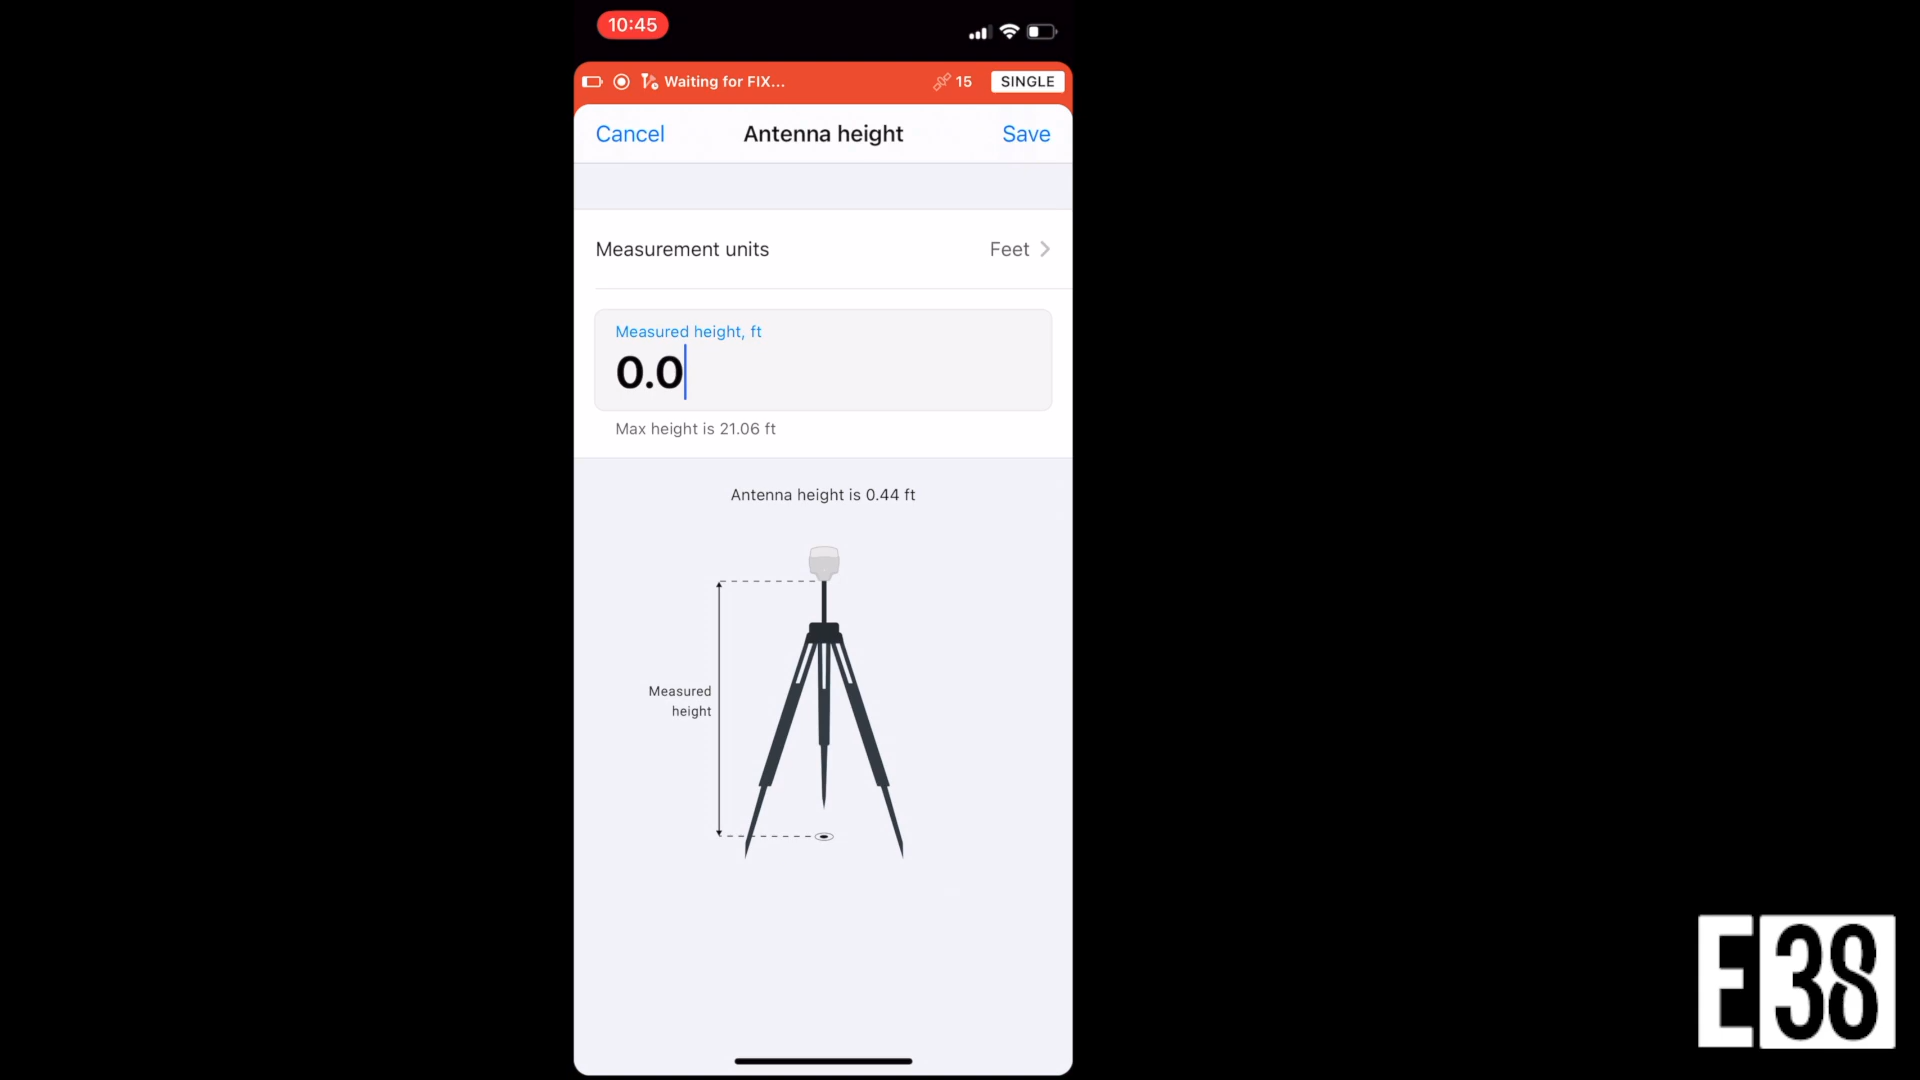 10:45
Waiting for FIX... 15 SINGLE
Cancel Antenna height Save
Measurement units Feet
Measured height, ft
0.0
Max height is 21.06 ft
Antenna height is 0.44 ft
Measured
height
E38